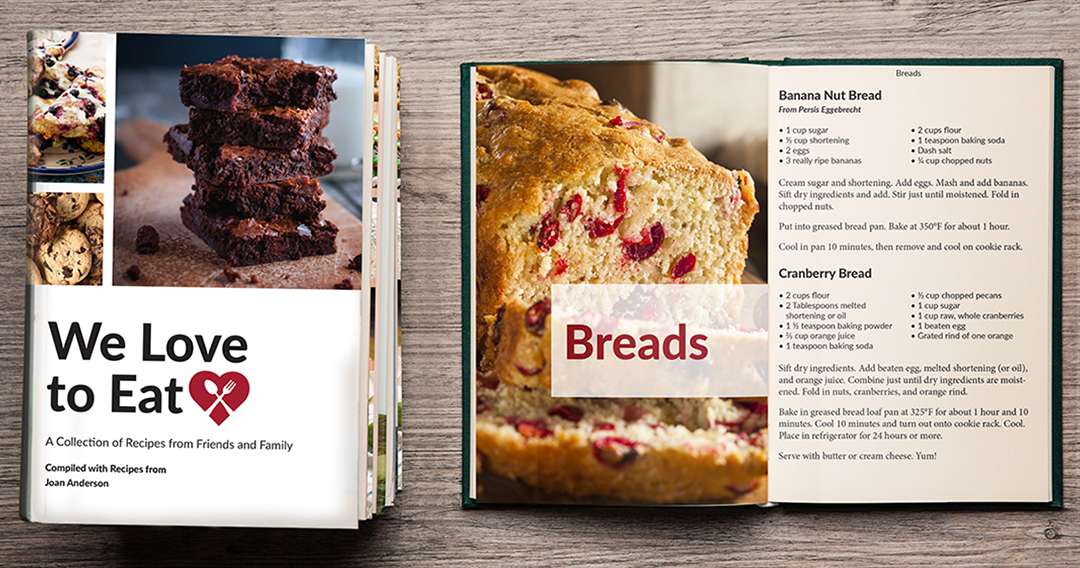 We Love
to Eat
A Collection of Recipes from Friends and Family
Compiled with Recipes from
Joan Anderson
Breads
Breads
Banana Nut Bread
From Persis Eggebrecht
• 1 cup sugar
• ½ cup shortening
• 2 eggs
• 3 really ripe bananas
• 2 cups flour
• 1 teaspoon baking soda
• Dash salt
• ¼ cup chopped nuts
Cream sugar and shortening. Add eggs. Mash and add bananas.
Sift dry ingredients and add. Stir just until moistened. Fold in
chopped nuts.
Put into greased bread pan. Bake at 350°F for about 1 hour.
Cool in pan 10 minutes, then remove and cool on cookie rack.
Cranberry Bread
• 2 cups flour
• 2 Tablespoons melted
shortening or oil
• 1 ½ teaspoon baking powder
• ⅔ cup orange juice
• 1 teaspoon baking soda
• ½ cup chopped pecans
• 1 cup sugar
• 1 cup raw, whole cranberries
• 1 beaten egg
• Grated rind of one orange
Sift dry ingredients. Add beaten egg, melted shortening (or oil),
and orange juice. Combine just until dry ingredients are moist-
ened. Fold in nuts, cranberries, and orange rind.
Bake in greased bread loaf pan at 325°F for about 1 hour and 10
minutes. Cool 10 minutes and turn out onto cookie rack. Cool.
Place in refrigerator for 24 hours or more.
Serve with butter or cream cheese. Yum!